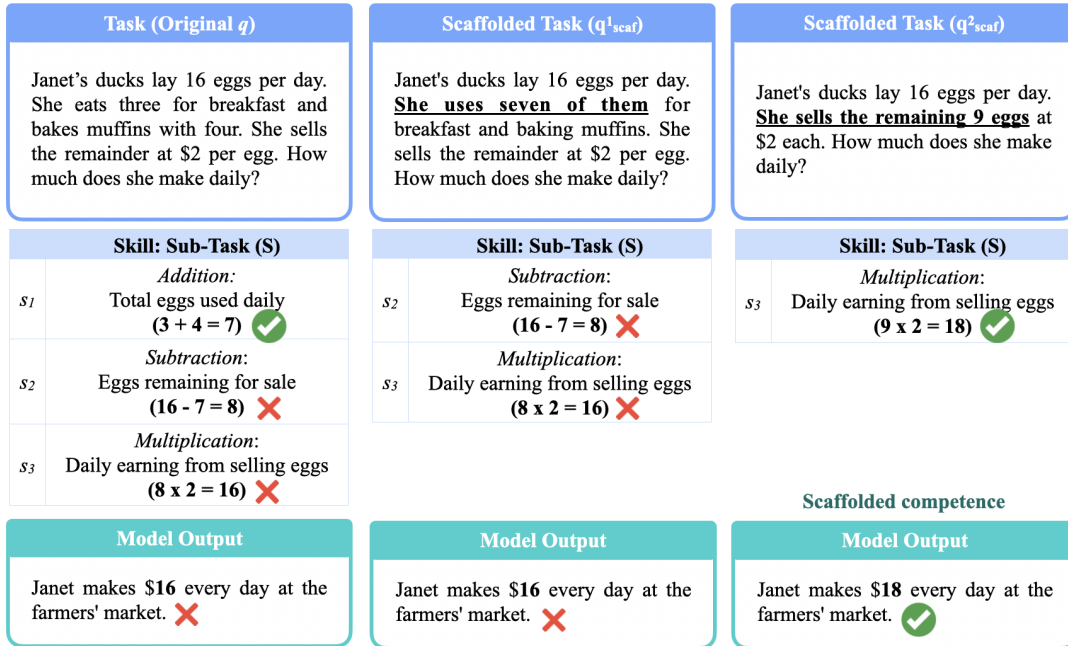 Task (Original q)
Janet’s ducks lay 16 eggs per day.
She eats three for breakfast and
bakes muffins with four. She sells
the remainder at $2 per egg. How
much does she make daily?
Skill: Sub-Task (S)
s1
Addition:
Total eggs used daily
(3 + 4 = 7)
s2
Subtraction:
Eggs remaining for sale
(16 - 7 = 8)
s3
Multiplication:
Daily earning from selling eggs
(8 x 2 = 16)
Model Output
Janet makes $16 every day at the
farmers' market.
Scaffolded Task (q¹scaf)
Janet's ducks lay 16 eggs per day.
She uses seven of them for
breakfast and baking muffins. She
sells the remainder at $2 per egg.
How much does she make daily?
Skill: Sub-Task (S)
s2
Subtraction:
Eggs remaining for sale
(16 - 7 = 8)
s3
Multiplication:
Daily earning from selling eggs
(8 x 2 = 16)
Model Output
Janet makes $16 every day at the
farmers' market.
Scaffolded Task (q²scaf)
Janet's ducks lay 16 eggs per day.
She sells the remaining 9 eggs at
$2 each. How much does she make
daily?
Skill: Sub-Task (S)
s3
Multiplication:
Daily earning from selling eggs
(9 x 2 = 18)
Scaffolded competence
Model Output
Janet makes $18 every day at the
farmers' market.